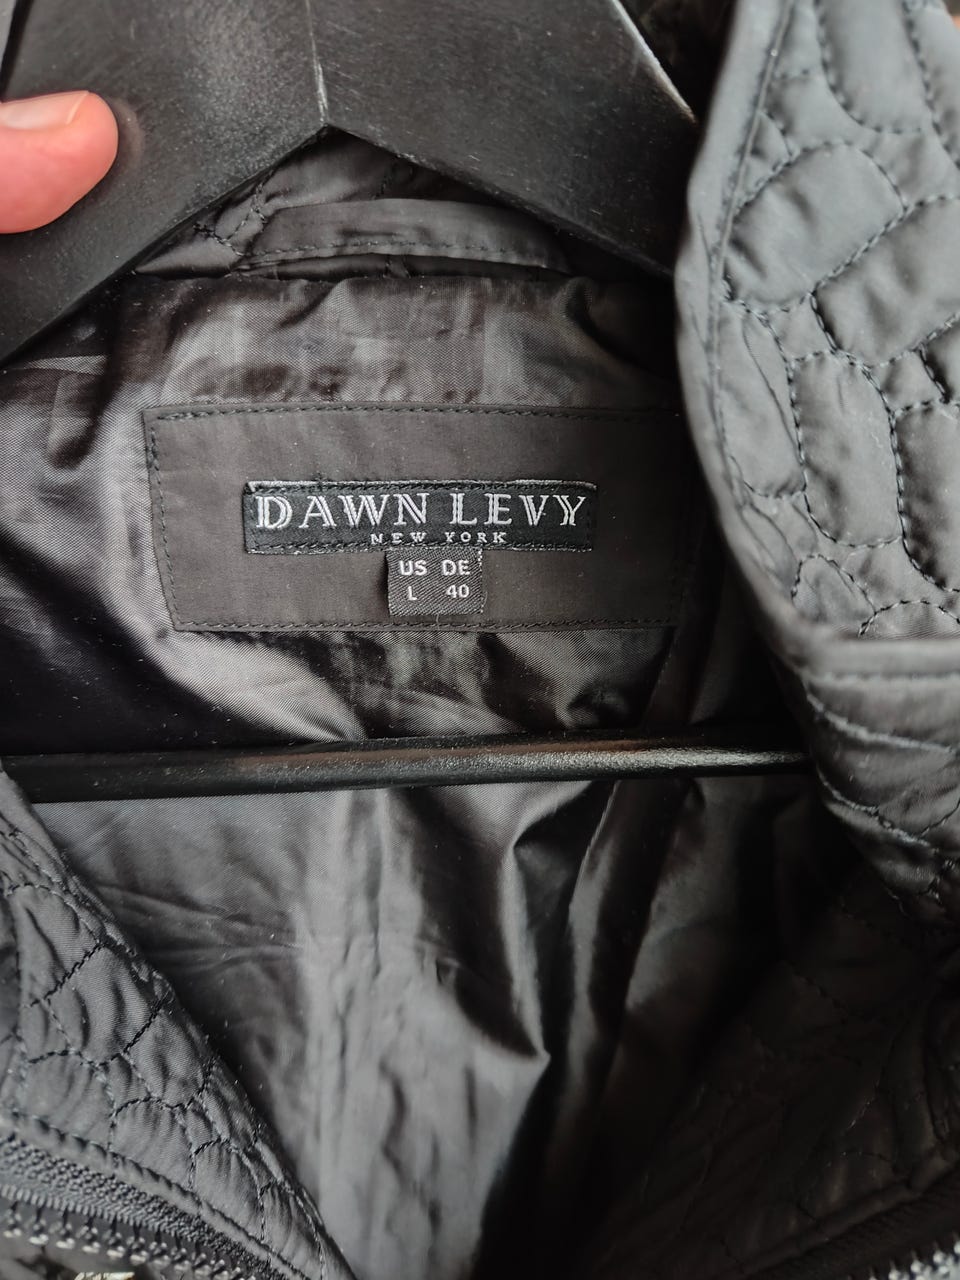 DAWN LEVY
NEW YORK
US DE
L 40